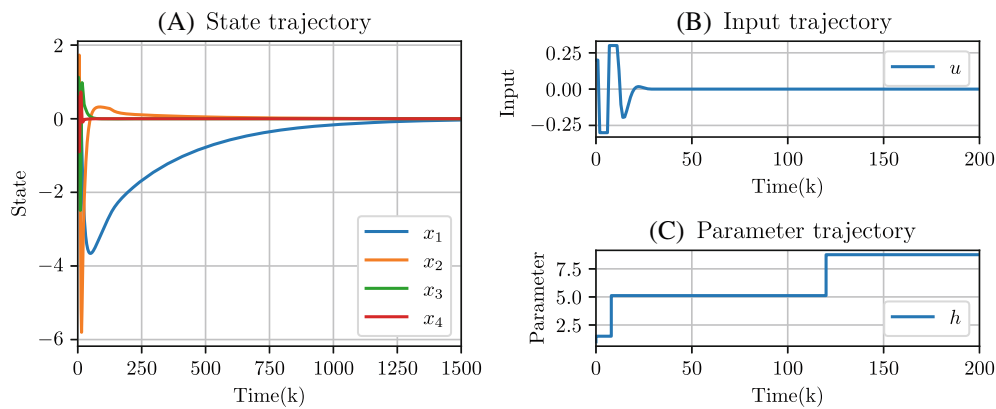 (A) State trajectory
2
0
−2
−4
−6
State
0 250 500 750 1000 1250 1500
Time(k)
x₁
x₂
x₃
x₄
(B) Input trajectory
0.25
0.00
−0.25
Input
u
0 50 100 150 200
Time(k)
(C) Parameter trajectory
7.5
5.0
2.5
Parameter
h
0 50 100 150 200
Time(k)